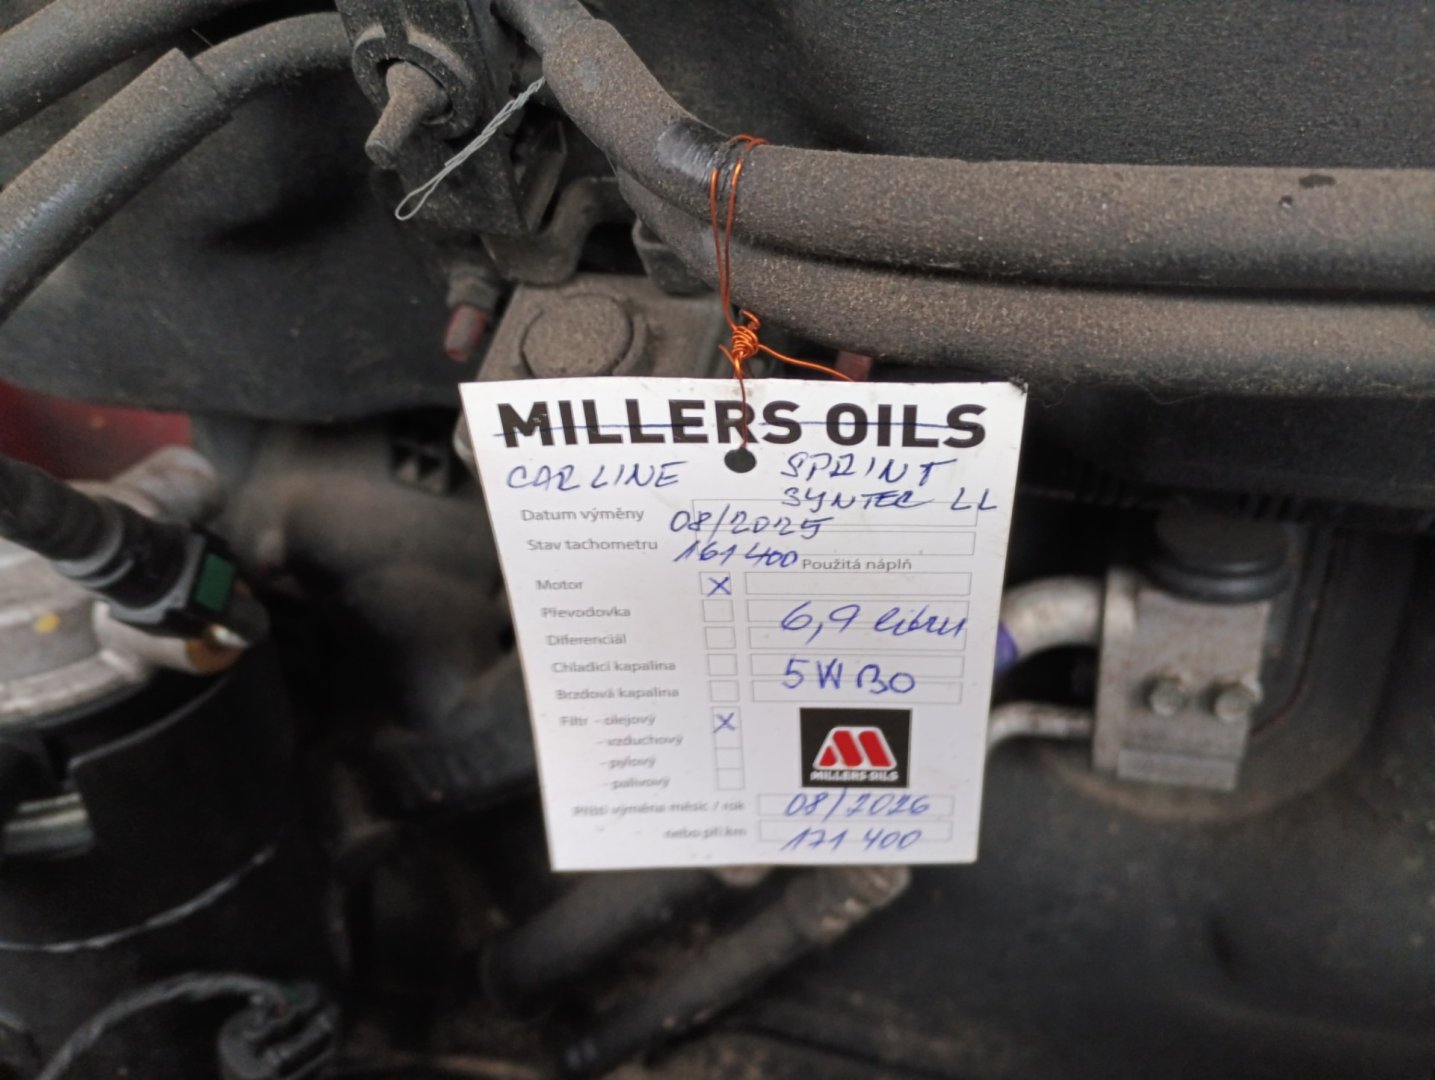 MILLERS OILS
CARLINE SPRINT
SYNTEC LL
Datum výměny 08/2025
Stav tachometru 161 400
Použitá náplň
Motor X
Převodovka 6,9 litru
Diferenciál
Chladicí kapalina 5W30
Brzdová kapalina
Filtr - olejový X
- vzduchový
- pylový
- palivový
MILLERS OILS
Příští výměna měsíc / rok 08/2026
nebo při km 171 400